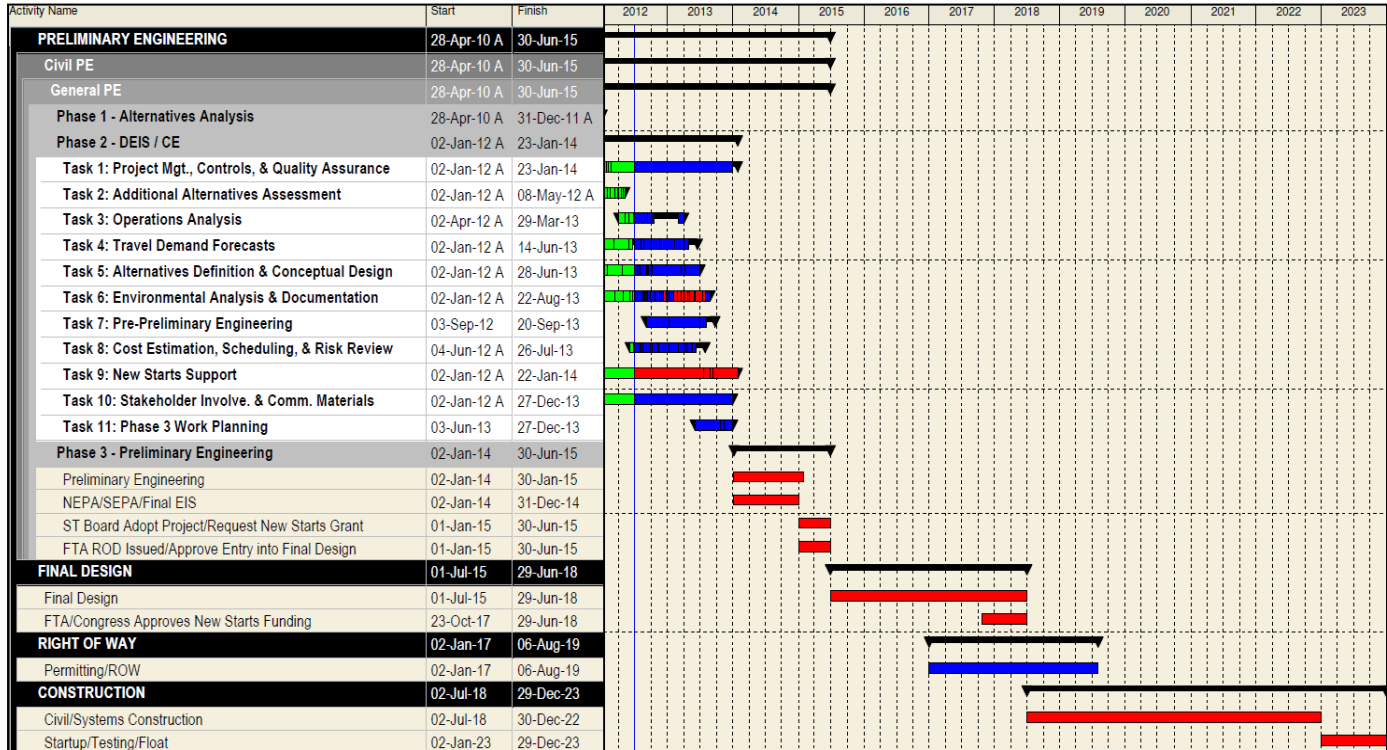 Activity Name Start Finish 2012 2013 2014 2015 2016 2017 2018 2019 2020 2021 2022 2023
PRELIMINARY ENGINEERING 28-Apr-10 A 30-Jun-15
Civil PE 28-Apr-10 A 30-Jun-15
General PE 28-Apr-10 A 30-Jun-15
Phase 1 - Alternatives Analysis 28-Apr-10 A 31-Dec-11 A
Phase 2 - DEIS / CE 02-Jan-12 A 23-Jan-14
Task 1: Project Mgt., Controls, & Quality Assurance 02-Jan-12 A 23-Jan-14
Task 2: Additional Alternatives Assessment 02-Jan-12 A 08-May-12 A
Task 3: Operations Analysis 02-Apr-12 A 29-Mar-13
Task 4: Travel Demand Forecasts 02-Jan-12 A 14-Jun-13
Task 5: Alternatives Definition & Conceptual Design 02-Jan-12 A 28-Jun-13
Task 6: Environmental Analysis & Documentation 02-Jan-12 A 22-Aug-13
Task 7: Pre-Preliminary Engineering 03-Sep-12 20-Sep-13
Task 8: Cost Estimation, Scheduling, & Risk Review 04-Jun-12 A 26-Jul-13
Task 9: New Starts Support 02-Jan-12 A 22-Jan-14
Task 10: Stakeholder Involve. & Comm. Materials 02-Jan-12 A 27-Dec-13
Task 11: Phase 3 Work Planning 03-Jun-13 27-Dec-13
Phase 3 - Preliminary Engineering 02-Jan-14 30-Jun-15
Preliminary Engineering 02-Jan-14 30-Jan-15
NEPA/SEPA/Final EIS 02-Jan-14 31-Dec-14
ST Board Adopt Project/Request New Starts Grant 01-Jan-15 30-Jun-15
FTA ROD Issued/Approve Entry into Final Design 01-Jan-15 30-Jun-15
FINAL DESIGN 01-Jul-15 29-Jun-18
Final Design 01-Jul-15 29-Jun-18
FTA/Congress Approves New Starts Funding 23-Oct-17 29-Jun-18
RIGHT OF WAY 02-Jan-17 06-Aug-19
Permitting/ROW 02-Jan-17 06-Aug-19
CONSTRUCTION 02-Jul-18 29-Dec-23
Civil/Systems Construction 02-Jul-18 30-Dec-22
Startup/Testing/Float 02-Jan-23 29-Dec-23